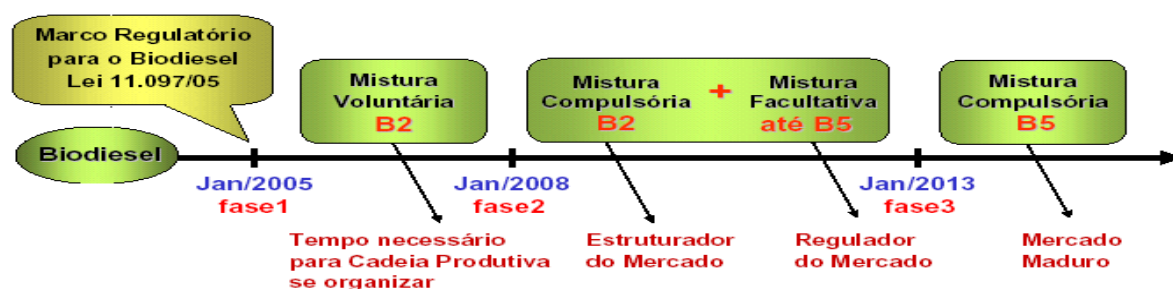 Marco Regulatório
para o Biodiesel
Lei 11.097/05
Mistura
Voluntária
B2
Mistura
Compulsória
B2
+
Mistura
Facultativa
até B5
Mistura
Compulsória
B5
Biodiesel
Jan/2005
fase1
Jan/2008
fase2
Jan/2013
fase3
Tempo necessário
para Cadeia Produtiva
se organizar
Estruturador
do Mercado
Regulador
do Mercado
Mercado
Maduro